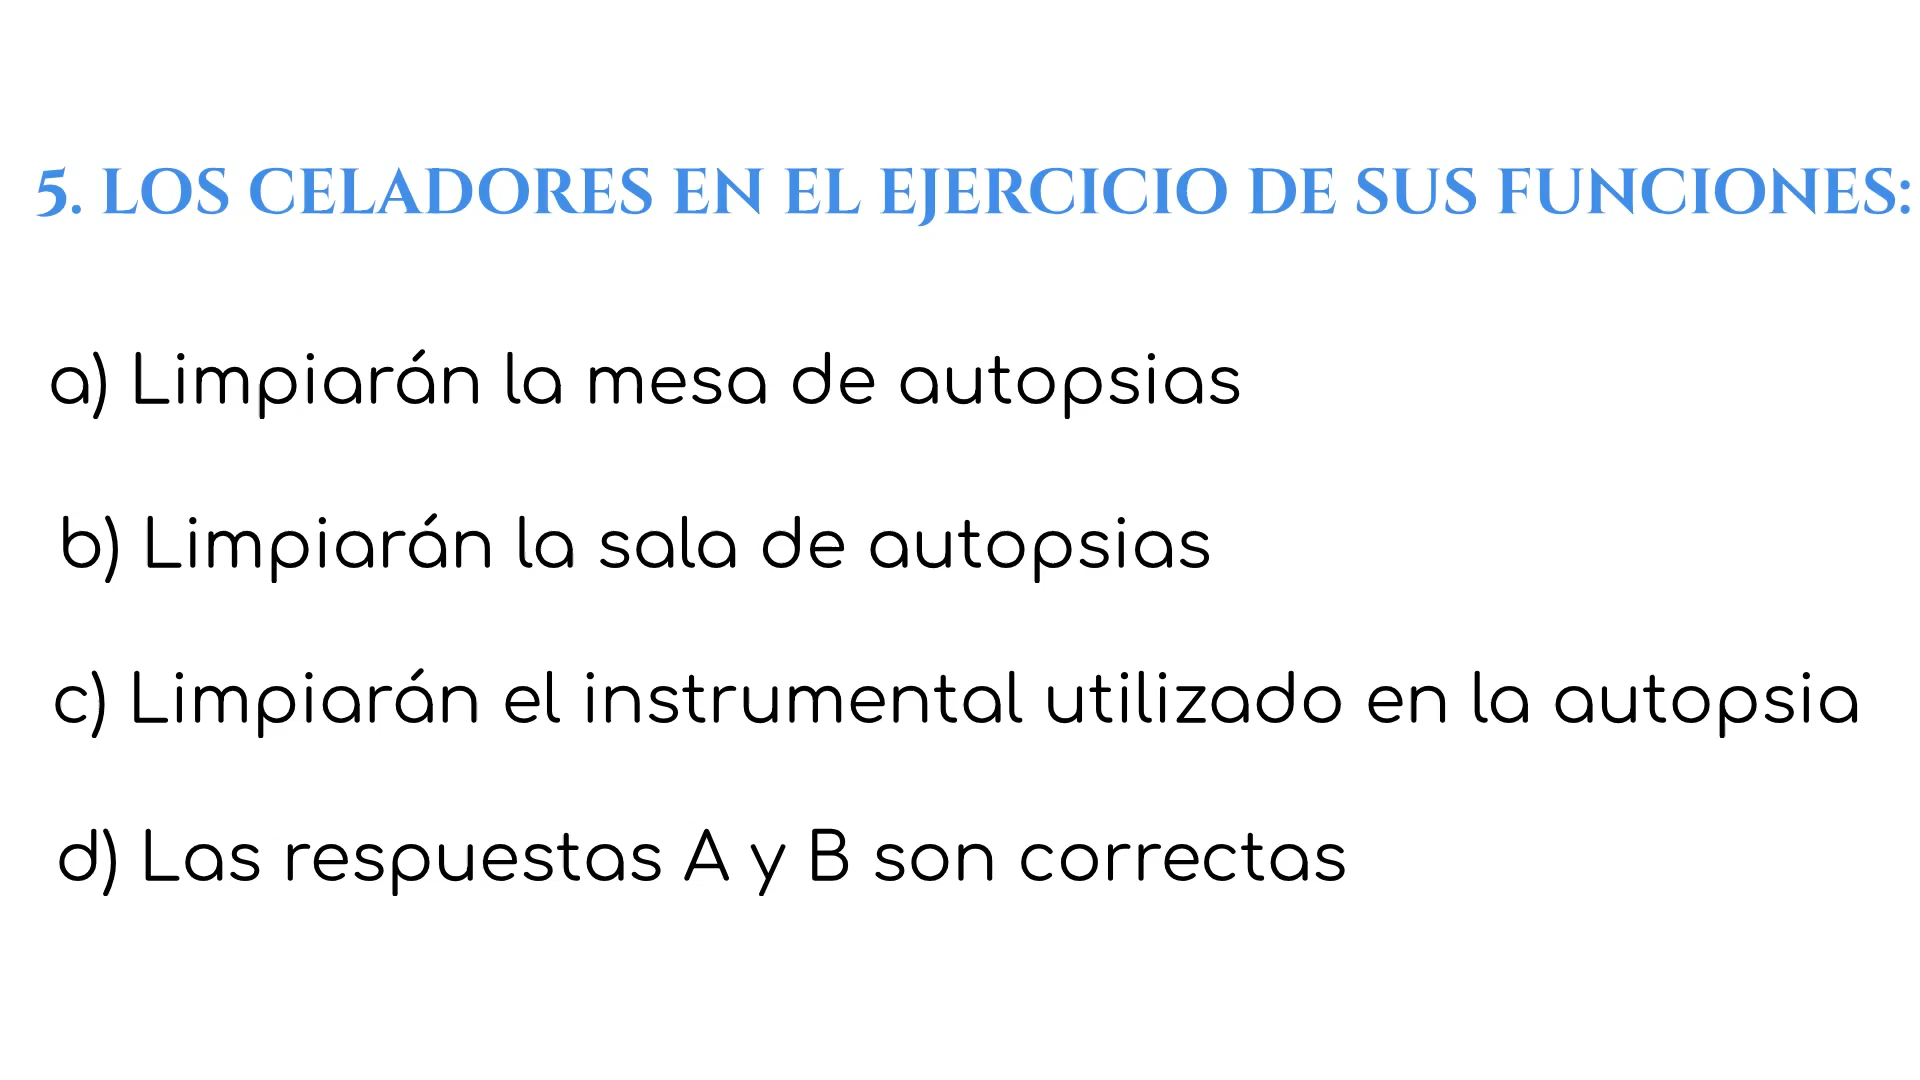 5. LOS CELADORES EN EL EJERCICIO DE SUS FUNCIONES:
a) Limpiarán la mesa de autopsias
b) Limpiarán la sala de autopsias
c) Limpiarán el instrumental utilizado en la autopsia
d) Las respuestas A y B son correctas